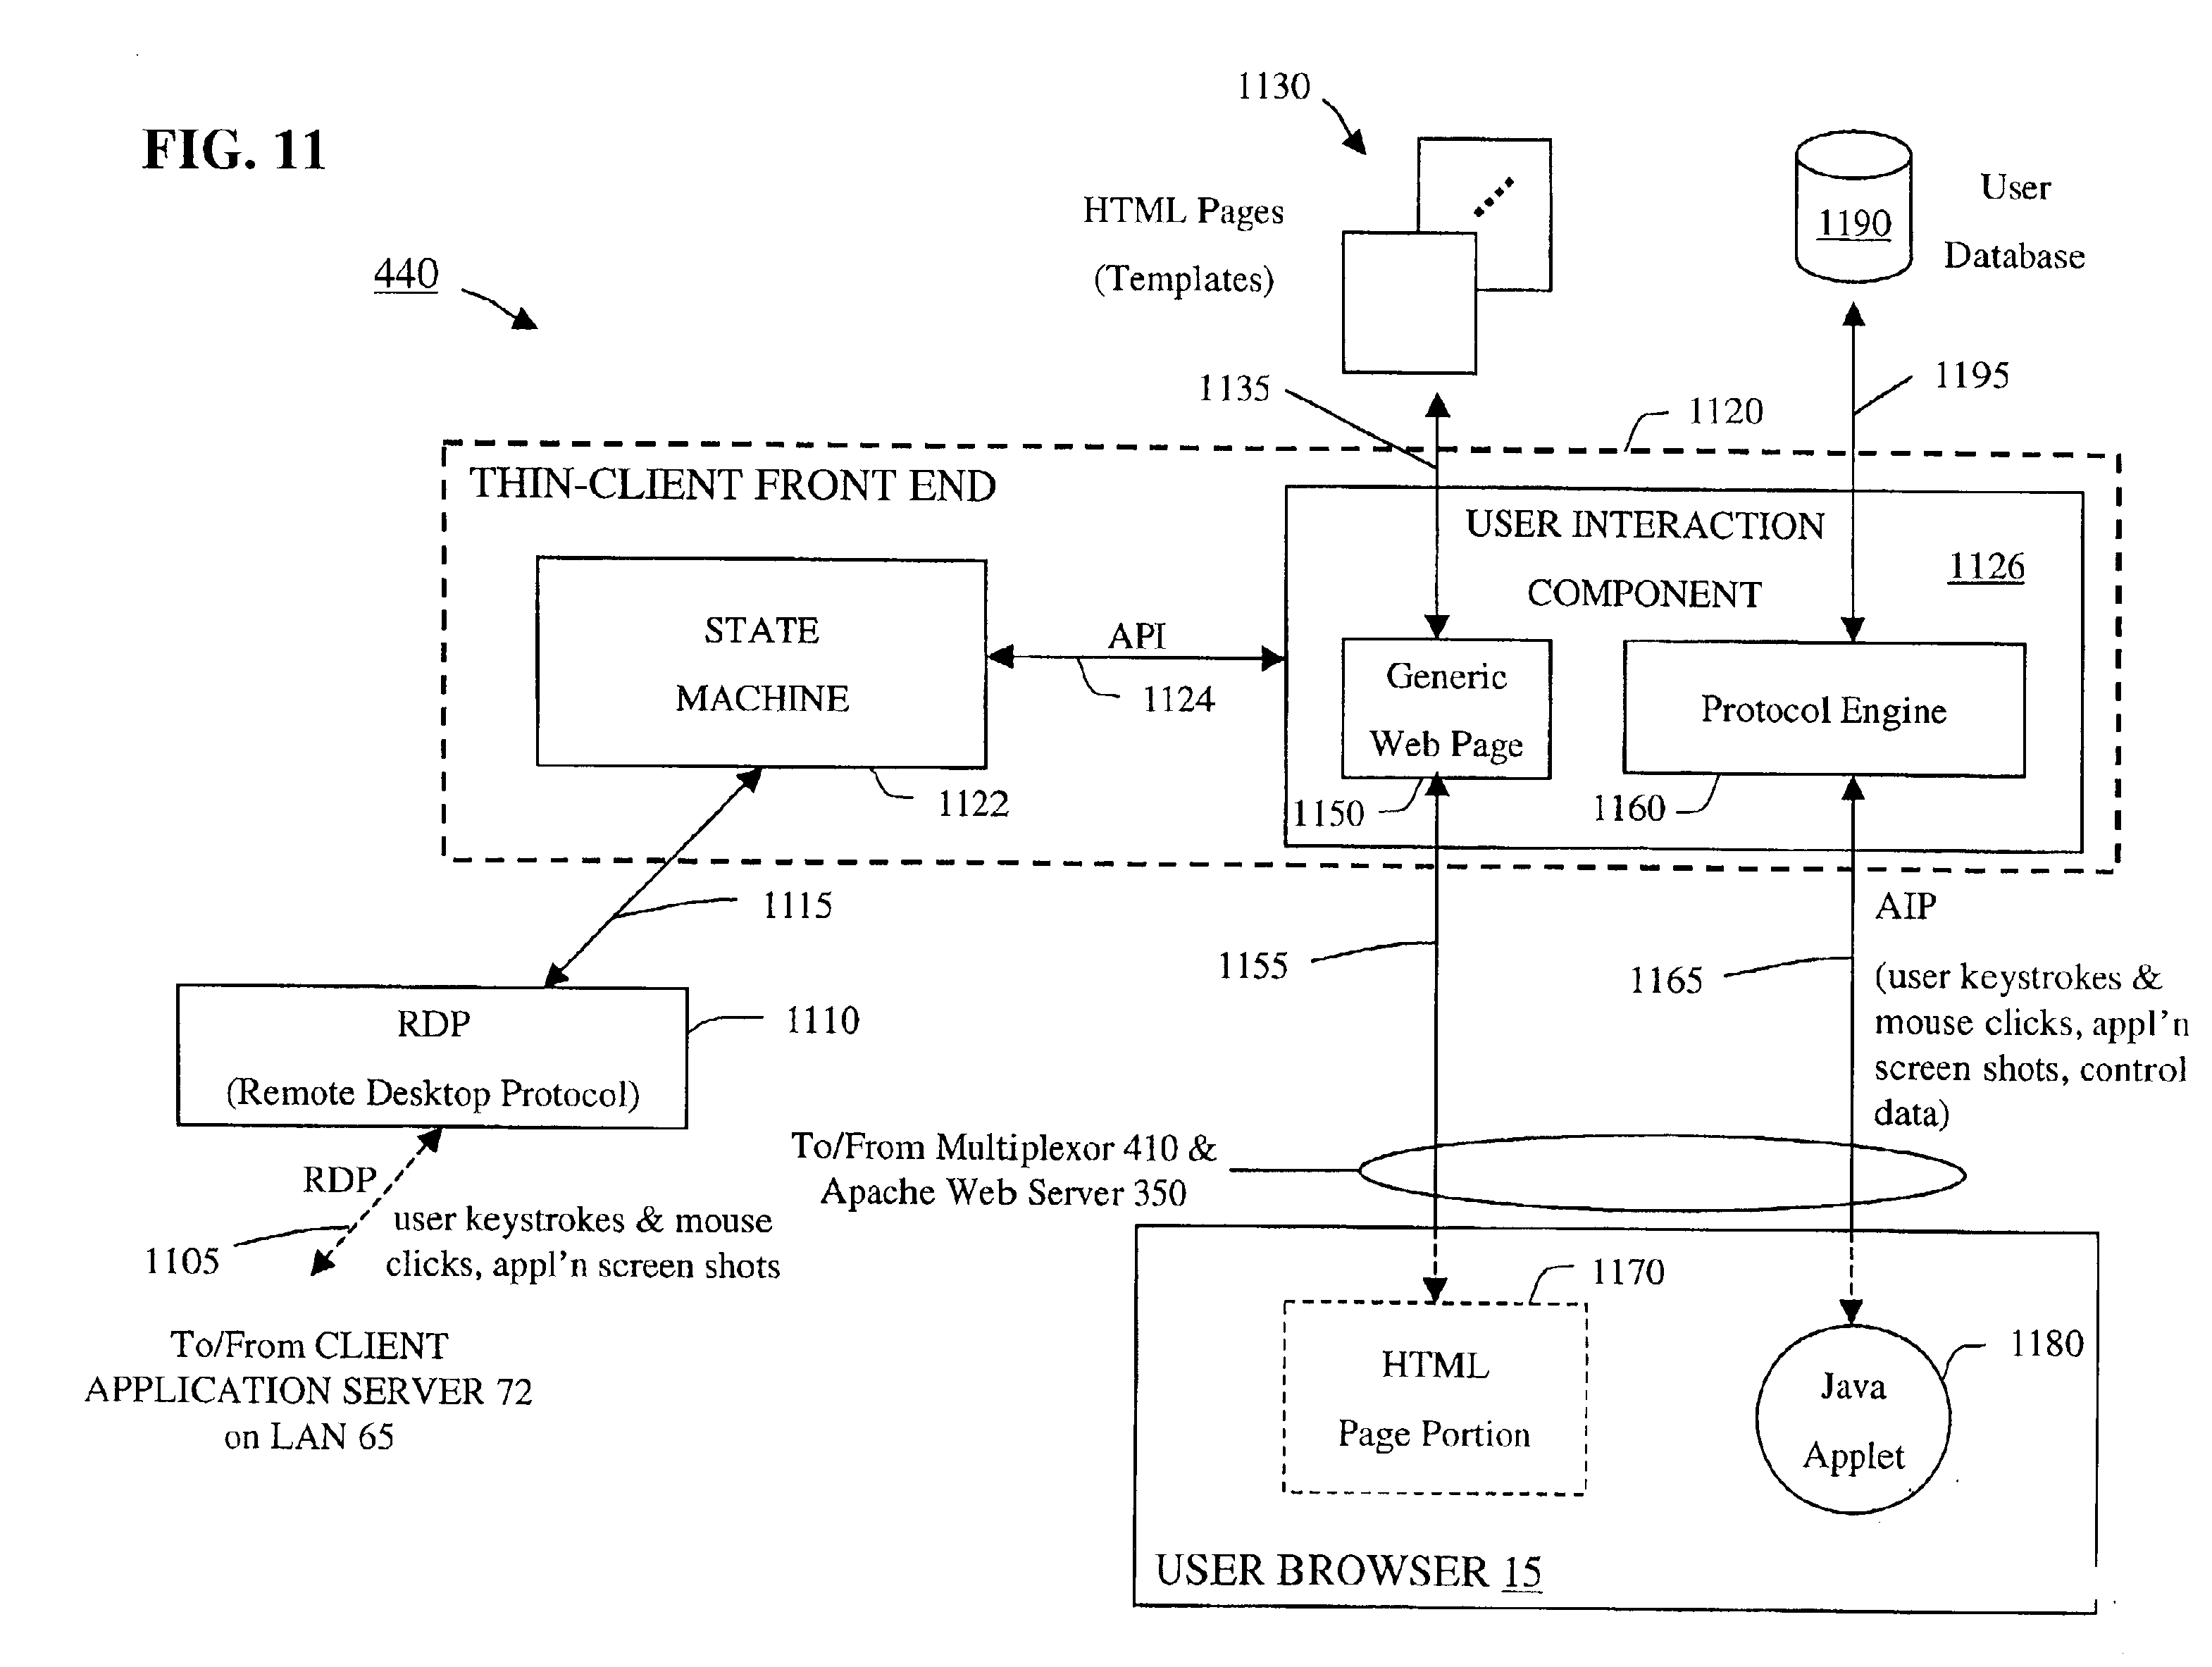 FIG. 11
440
1130
HTML Pages
(Templates)
1190
User
Database
1135
1195
1120
THIN-CLIENT FRONT END
USER INTERACTION
COMPONENT
1126
STATE
MACHINE
1122
API
1124
Generic
Web Page
1150
Protocol Engine
1160
1115
RDP
(Remote Desktop Protocol)
1110
RDP
1105
user keystrokes & mouse
clicks, appl'n screen shots
To/From CLIENT
APPLICATION SERVER 72
on LAN 65
1155
1165
AIP
(user keystrokes &
mouse clicks, appl'n
screen shots, control
data)
To/From Multiplexor 410 &
Apache Web Server 350
1170
HTML
Page Portion
1180
Java
Applet
USER BROWSER 15